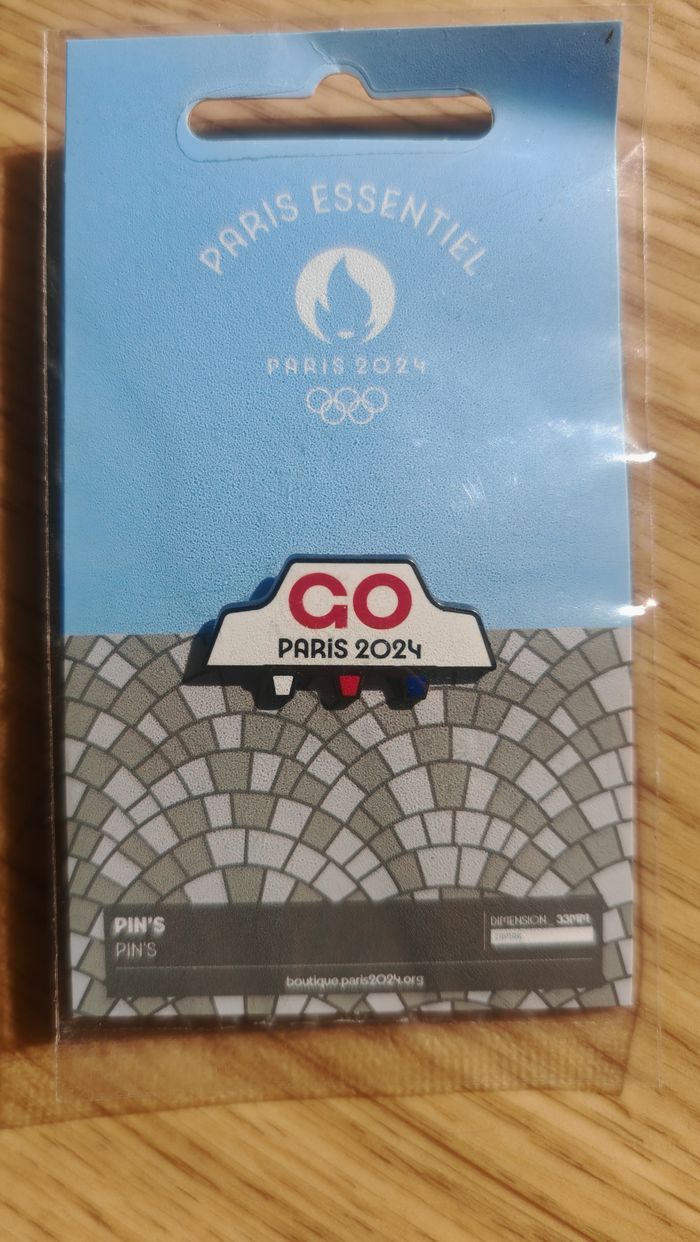 PARIS ESSENTIEL
PARIS 2024
GO
PARIS 2024
PIN'S
PIN'S
DIMENSION 33MM
boutique.paris2024.org